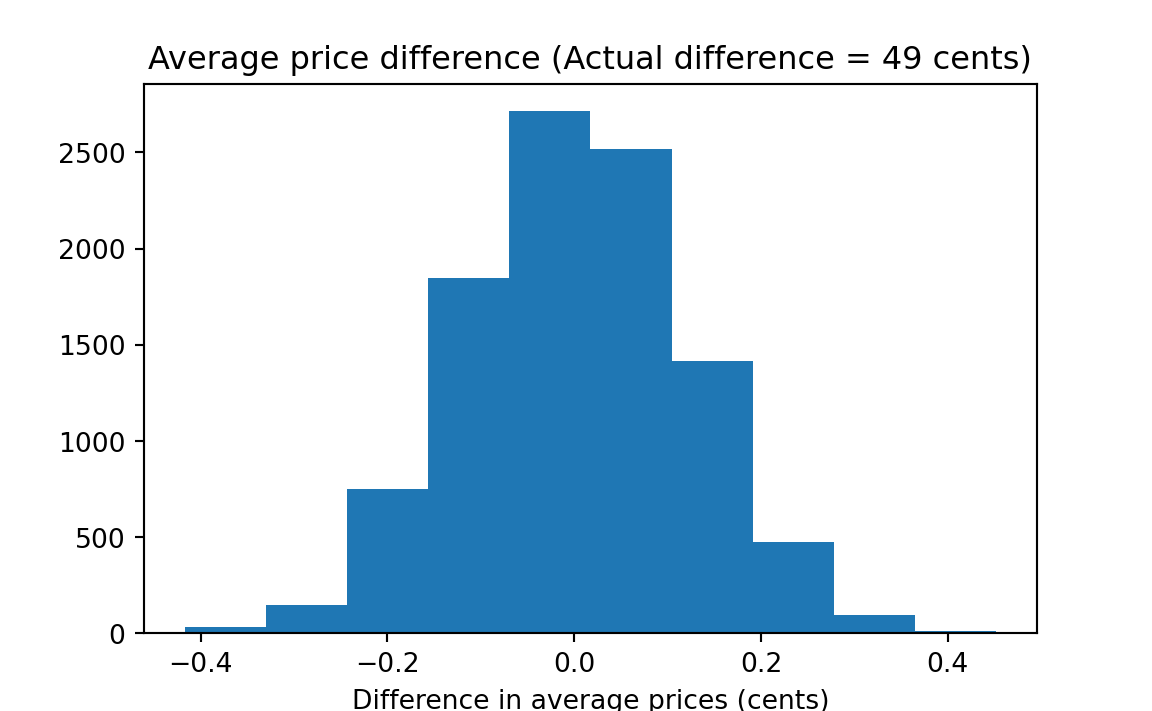 Average price difference (Actual difference = 49 cents)
2500
2000
1500
1000
500
0
−0.4 −0.2 0.0 0.2 0.4
Difference in average prices (cents)